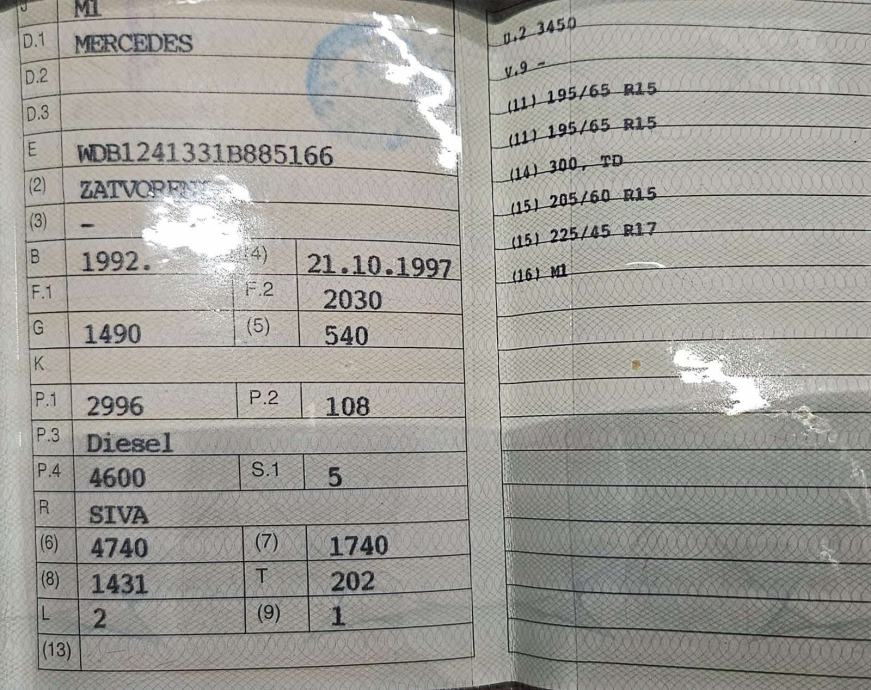 J M1
D.1 MERCEDES
D.2
D.3
E WDB1241331B885166
(2)
(3) -
B 1992. (4) 21.10.1997
F.1 F.2 2030
G 1490 (5) 540
K
P.1 2996 P.2 108
P.3 Diesel
P.4 4600 S.1 5
R SIVA
(6) 4740 (7) 1740
(8) 1431 T 202
L 2 (9) 1
(13)
D.2 3450
V.9 -
(11) 195/65 R15
(11) 195/65 R15
(14) 300, TD
(15) 205/60 R15
(15) 225/45 R17
(16) M1